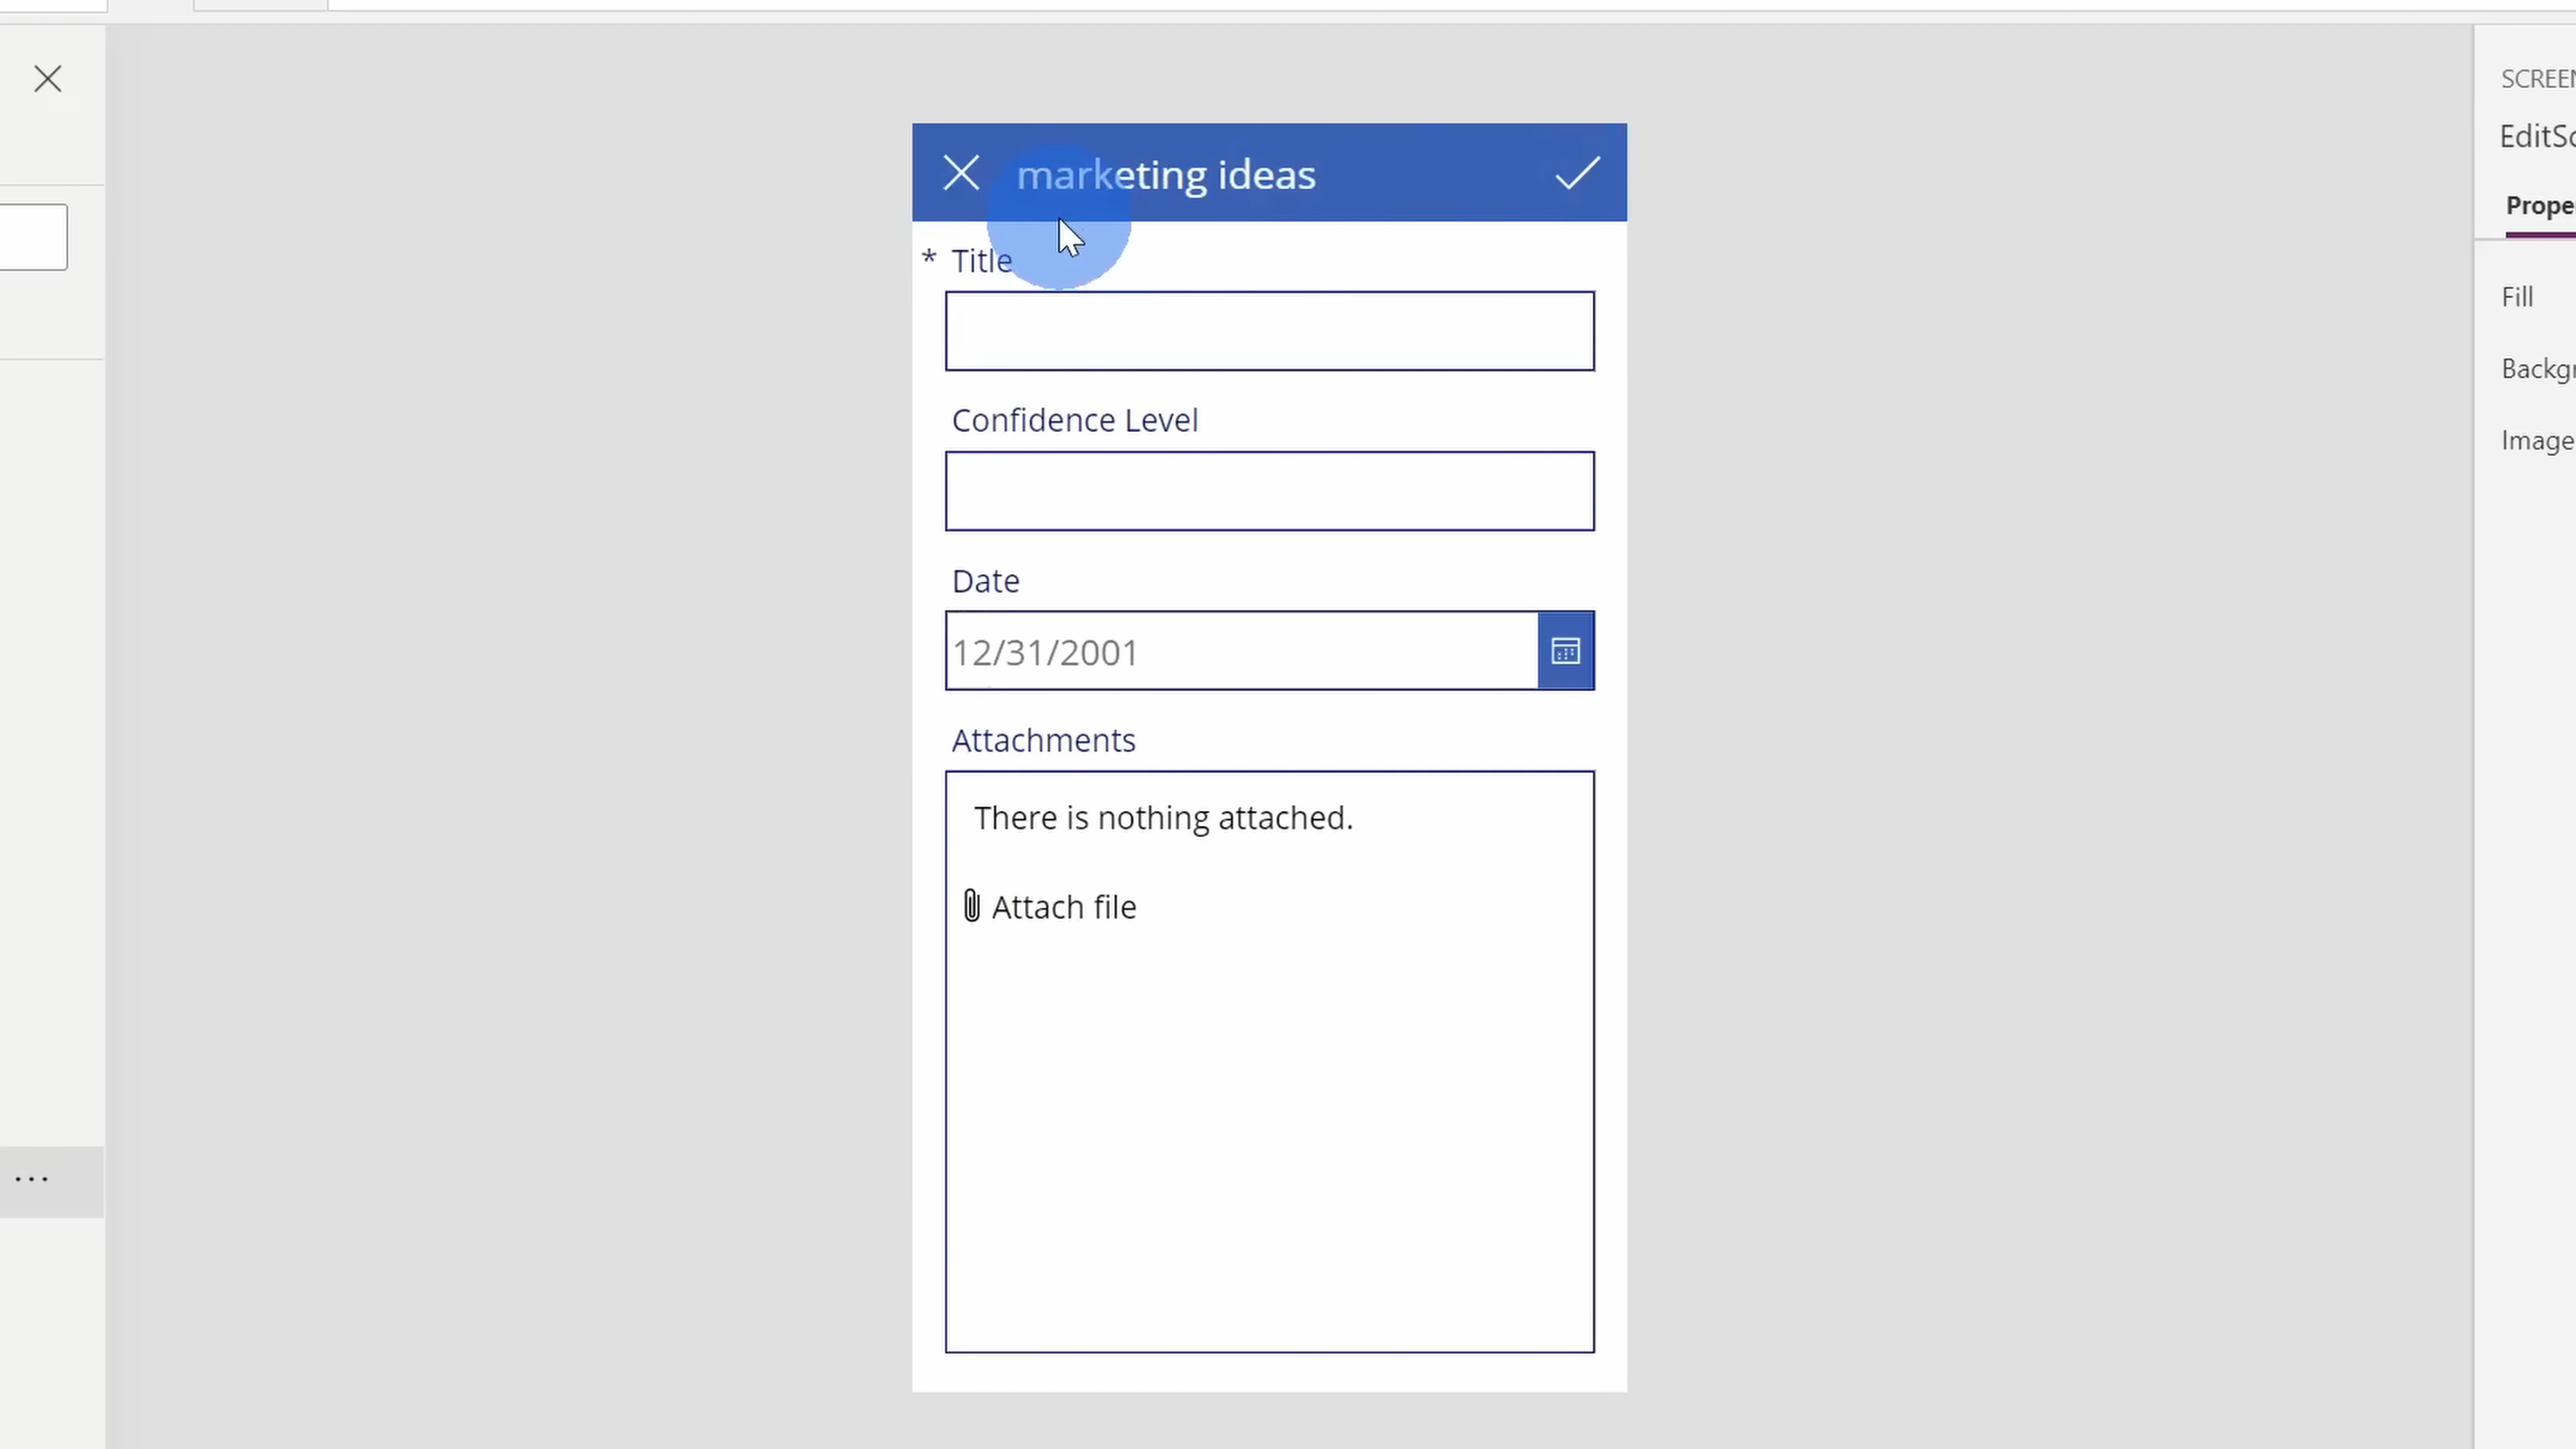 marketing ideas
* Title
Confidence Level
Date
12/31/2001
Attachments
There is nothing attached.
Attach file
...
SCREEN
EditSc
Prope
Fill
Backgr
Image